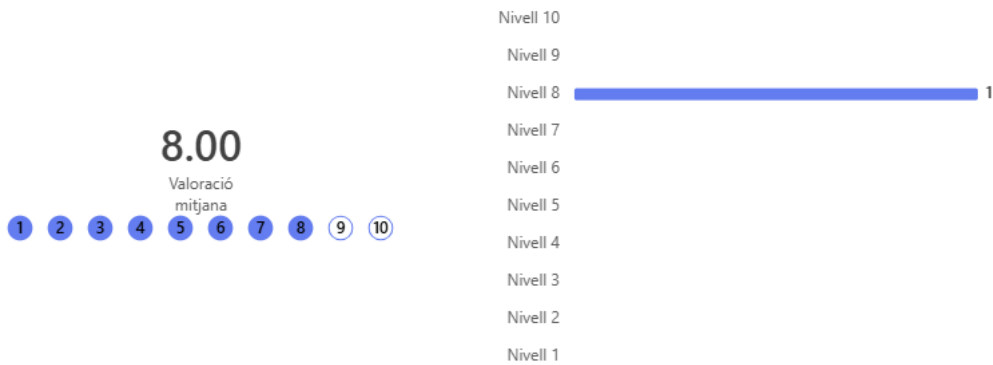 8.00
Valoració
mitjana
1 2 3 4 5 6 7 8 9 10
Nivell 10
Nivell 9
Nivell 8 1
Nivell 7
Nivell 6
Nivell 5
Nivell 4
Nivell 3
Nivell 2
Nivell 1